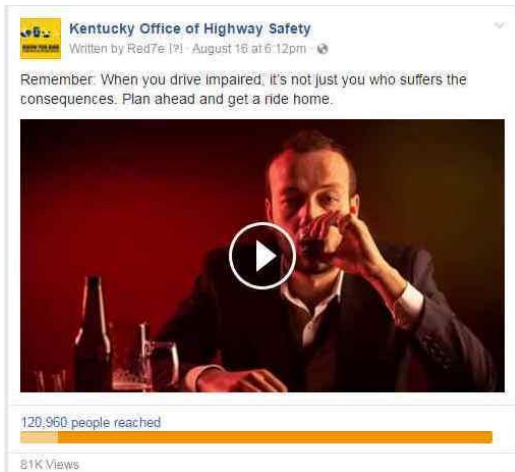 Kentucky Office of Highway Safety
Written by Red7e [?] · August 16 at 6:12pm ·
Remember: When you drive impaired, it's not just you who suffers the
consequences. Plan ahead and get a ride home.
120,960 people reached
81K Views